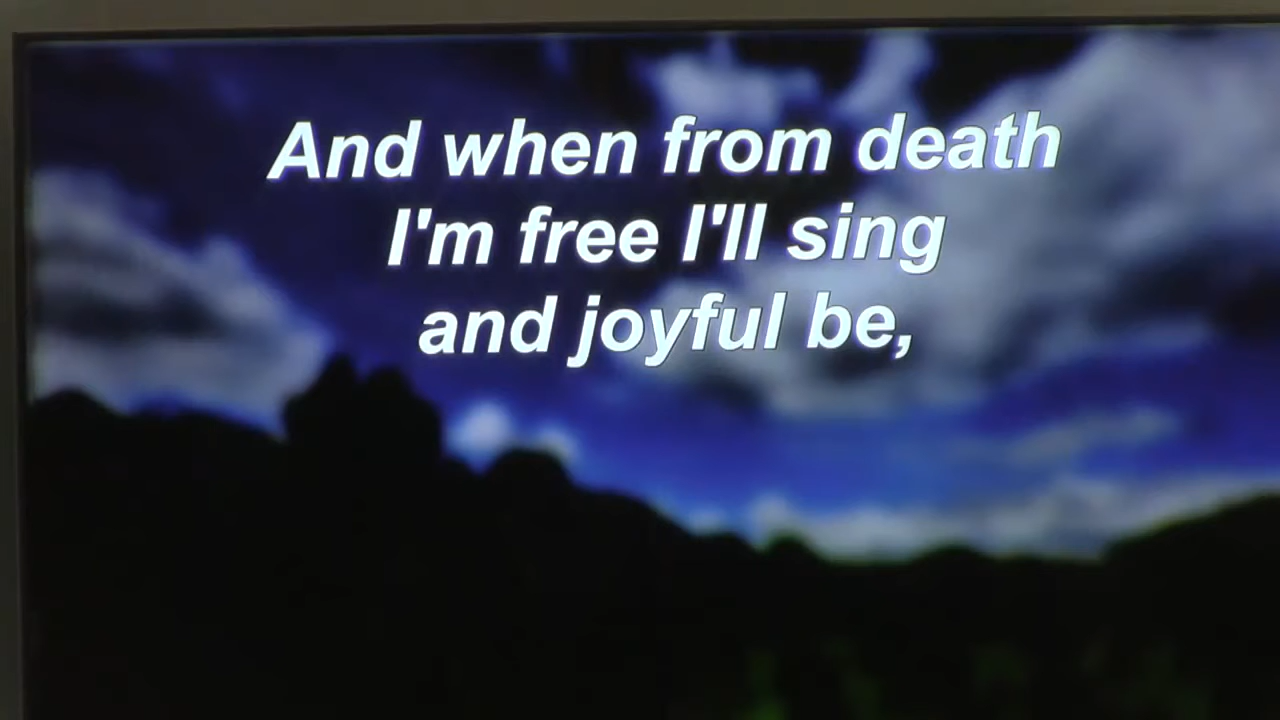 And when from death
I'm free I'll sing
and joyful be,